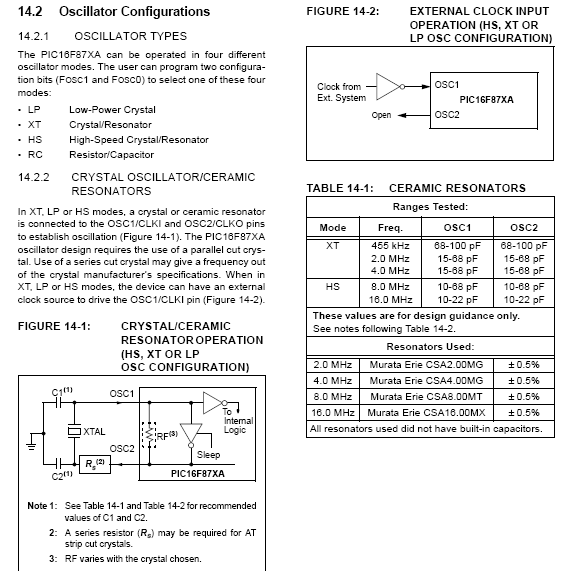 14.2 Oscillator Configurations
14.2.1 OSCILLATOR TYPES
The PIC16F87XA can be operated in four different
oscillator modes. The user can program two configura-
tion bits (FOSC1 and FOSC0) to select one of these four
modes:
• LP Low-Power Crystal
• XT Crystal/Resonator
• HS High-Speed Crystal/Resonator
• RC Resistor/Capacitor
14.2.2 CRYSTAL OSCILLATOR/CERAMIC
RESONATORS
In XT, LP or HS modes, a crystal or ceramic resonator
is connected to the OSC1/CLKI and OSC2/CLKO pins
to establish oscillation (Figure 14-1). The PIC16F87XA
oscillator design requires the use of a parallel cut crys-
tal. Use of a series cut crystal may give a frequency out
of the crystal manufacturer's specifications. When in
XT, LP or HS modes, the device can have an external
clock source to drive the OSC1/CLKI pin (Figure 14-2).
FIGURE 14-1: CRYSTAL/CERAMIC
RESONATOR OPERATION
(HS, XT OR LP
OSC CONFIGURATION)
C1(1)
OSC1
To
Internal
Logic
XTAL
RF(3)
OSC2
Sleep
Rs(2)
C2(1)
PIC16F87XA
Note 1: See Table 14-1 and Table 14-2 for recommended
values of C1 and C2.
2: A series resistor (Rs) may be required for AT
strip cut crystals.
3: RF varies with the crystal chosen.
FIGURE 14-2: EXTERNAL CLOCK INPUT
OPERATION (HS, XT OR
LP OSC CONFIGURATION)
Clock from
Ext. System
OSC1
PIC16F87XA
Open
OSC2
TABLE 14-1: CERAMIC RESONATORS
Ranges Tested:
Mode Freq. OSC1 OSC2
XT 455 kHz 68-100 pF 68-100 pF
2.0 MHz 15-68 pF 15-68 pF
4.0 MHz 15-68 pF 15-68 pF
HS 8.0 MHz 10-68 pF 10-68 pF
16.0 MHz 10-22 pF 10-22 pF
These values are for design guidance only.
See notes following Table 14-2.
Resonators Used:
2.0 MHz Murata Erie CSA2.00MG ± 0.5%
4.0 MHz Murata Erie CSA4.00MG ± 0.5%
8.0 MHz Murata Erie CSA8.00MT ± 0.5%
16.0 MHz Murata Erie CSA16.00MX ± 0.5%
All resonators used did not have built-in capacitors.